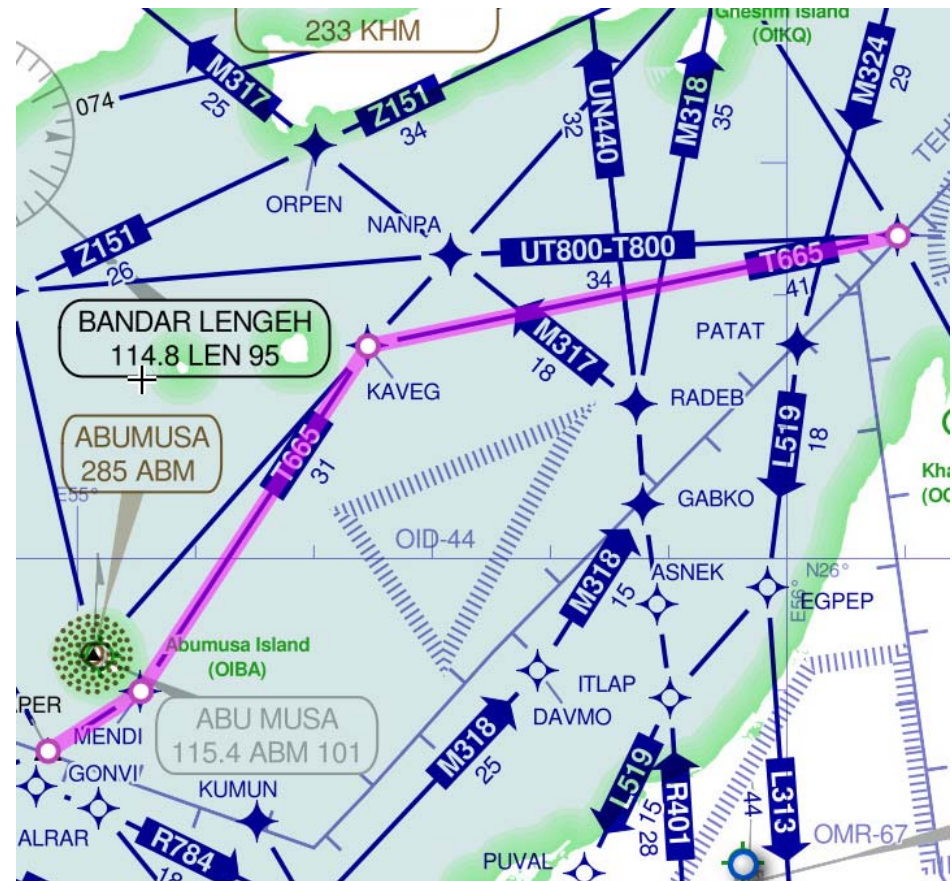 233 KHM
Gheshm Island
(OIKQ)
M317
25
074
Z151
34
UN440
32
M318
35
M324
29
ORPEN
NANPA
Z151
26
UT800-T800
34
T665
41
BANDAR LENGEH
114.8 LEN 95
M317
18
PATAT
KAVEG
RADEB
ABUMUSA
285 ABM
E55°
T665
31
L519
18
GABKO
OID-44
M318
15
ASNEK
N26°
E56°
EGPEP
Abumusa Island
(OIBA)
ITLAP
DAVMO
MENDI
ABU MUSA
115.4 ABM 101
M318
25
GONVI
KUMUN
L519
15
R401
28
44
L313
ALRAR
R784
18
PUVAL
OMR-67